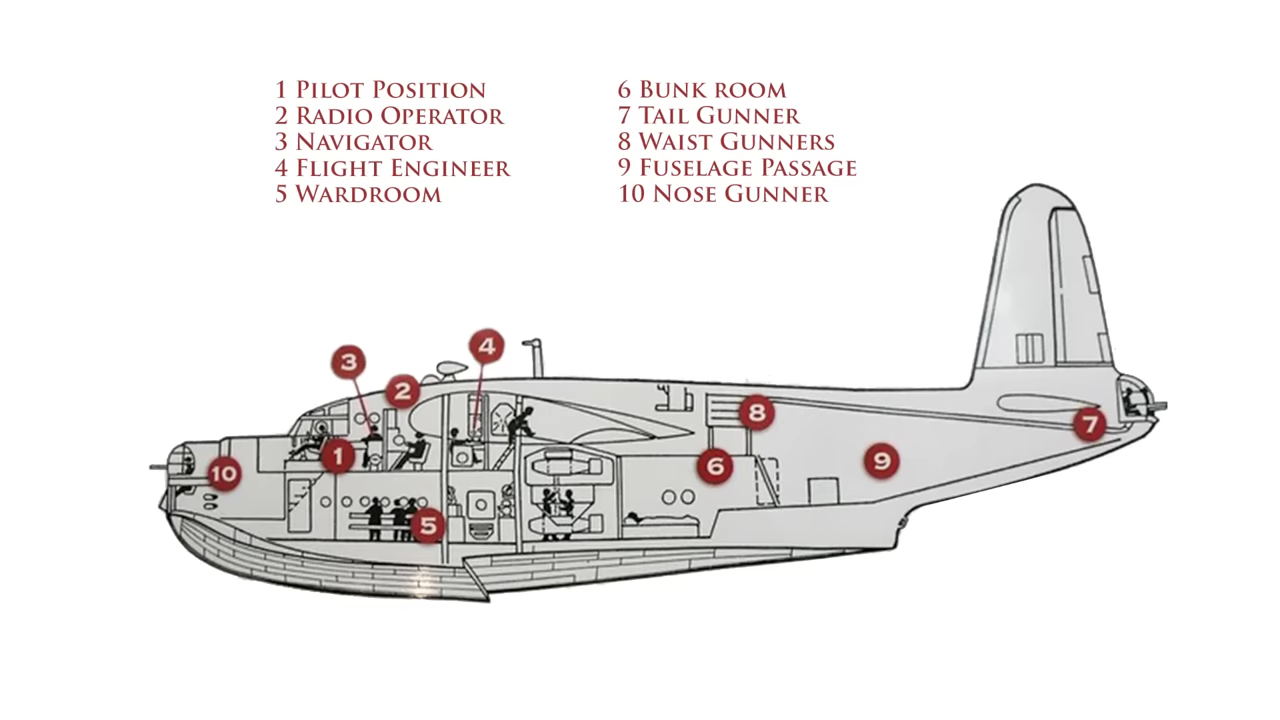 1 Pilot Position
2 Radio Operator
3 Navigator
4 Flight Engineer
5 Wardroom
6 Bunk room
7 Tail Gunner
8 Waist Gunners
9 Fuselage Passage
10 Nose Gunner
4
3
2
8
7
1
6
9
10
5